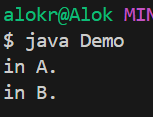 alokr@Alok MIN
$ java Demo
in A.
in B.